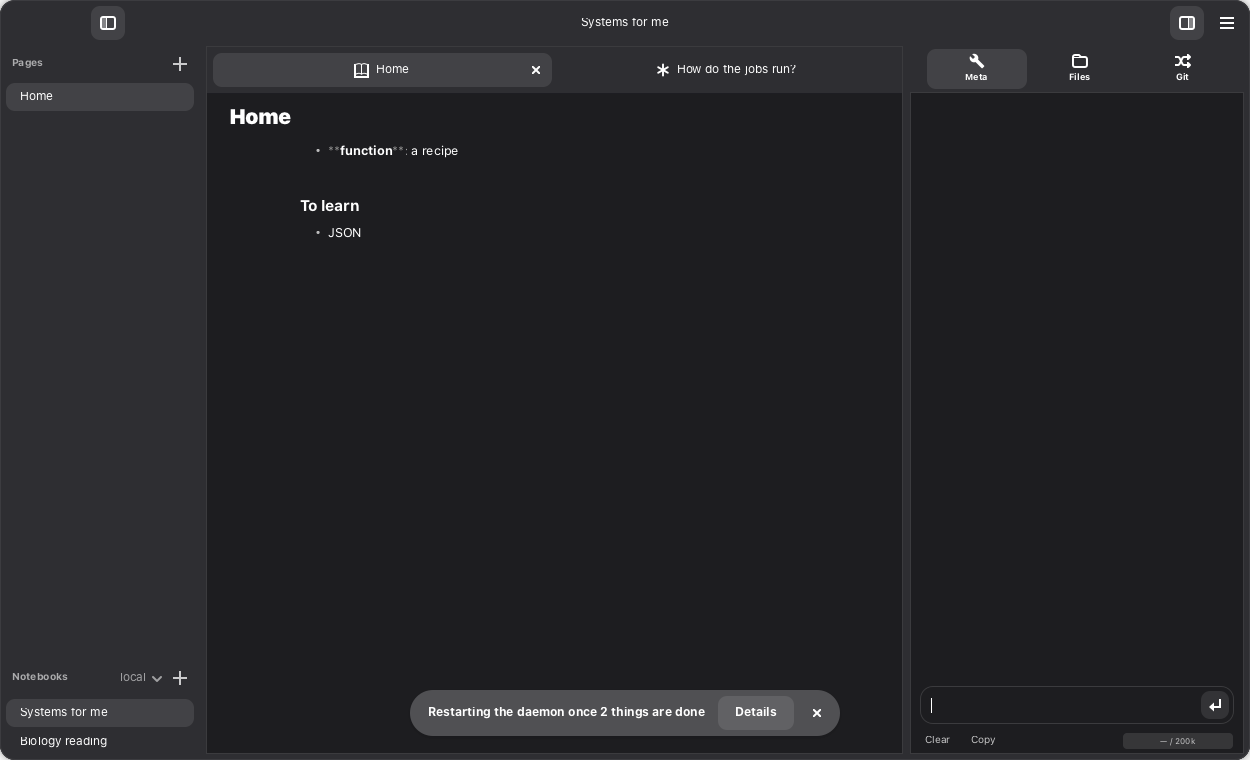 Systems for me
Pages
Home
Home
How do the jobs run?
Meta
Files
Git
Home
• **function**: a recipe
To learn
• JSON
Notebooks
local
Systems for me
Biology reading
Restarting the daemon once 2 things are done
Details
Clear
Copy
— / 200k